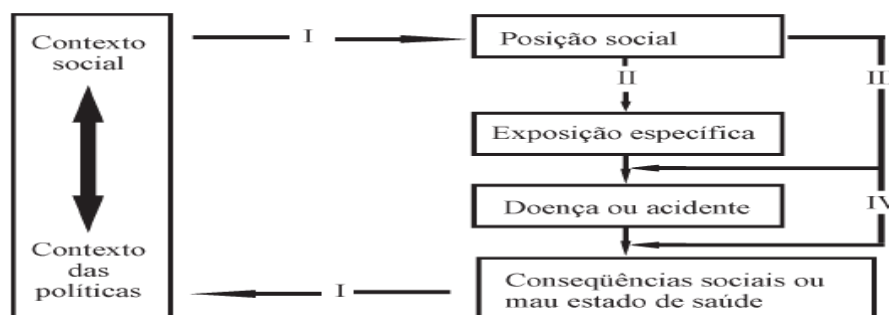 Contexto
social
I
Posição social
II
III
Exposição específica
Doença ou acidente
IV
Contexto
das
políticas
I
Conseqüências sociais ou
mau estado de saúde